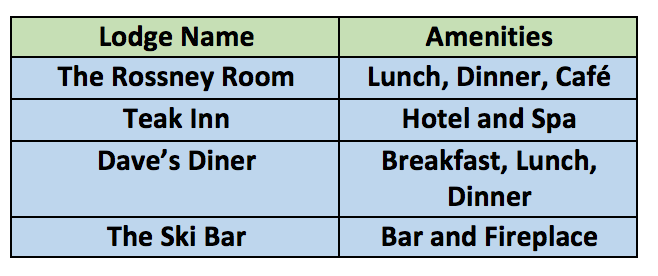 Lodge Name Amenities
The Rossney Room Lunch, Dinner, Café
Teak Inn Hotel and Spa
Dave’s Diner Breakfast, Lunch,
Dinner
The Ski Bar Bar and Fireplace